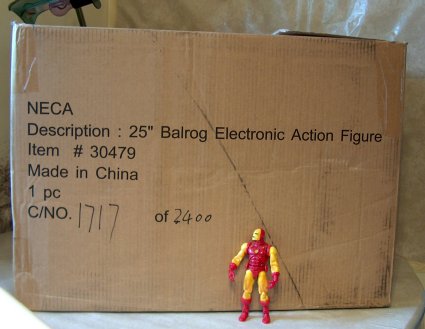 NECA
Description : 25" Balrog Electronic Action Figure
Item # 30479
Made in China
1 pc
C/NO. 1717 of 2400